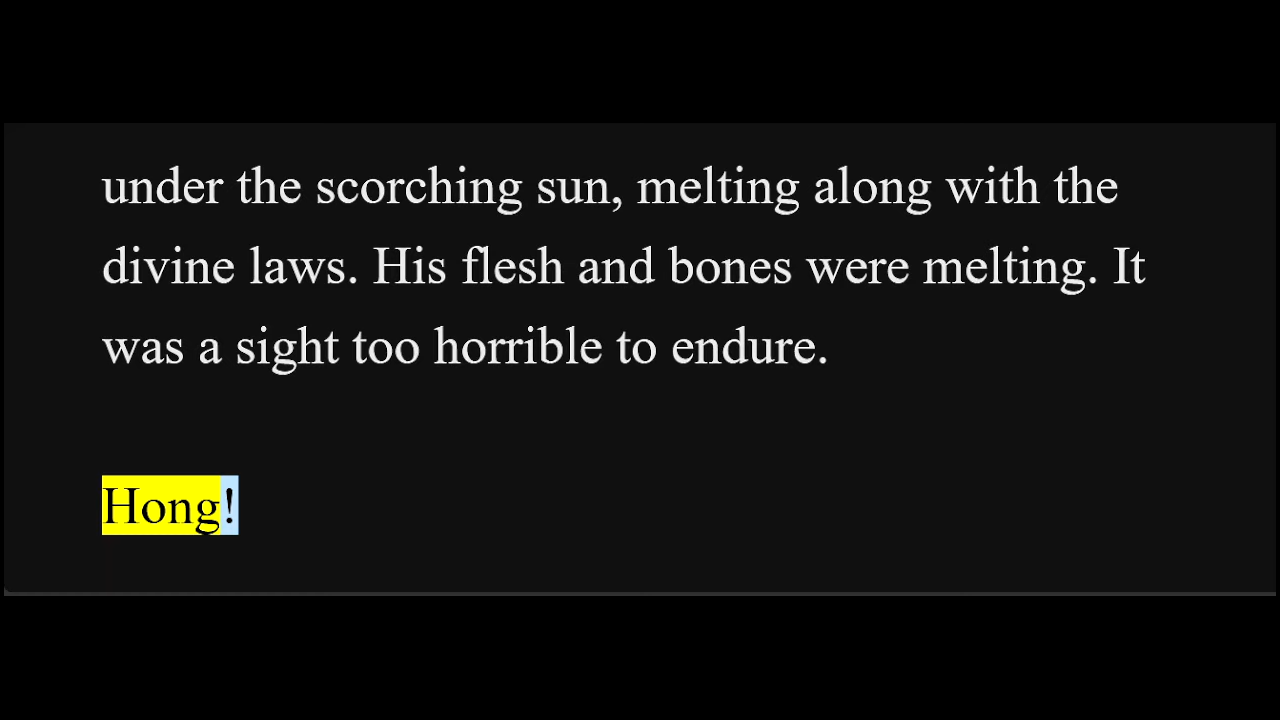 under the scorching sun, melting along with the
divine laws. His flesh and bones were melting. It
was a sight too horrible to endure.
Hong!